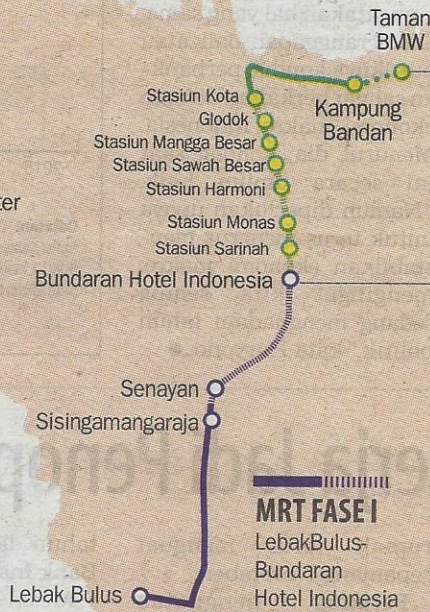 Taman
BMW
Stasiun Kota
Glodok
Kampung
Bandan
Stasiun Mangga Besar
Stasiun Sawah Besar
Stasiun Harmoni
ter
Stasiun Monas
Stasiun Sarinah
Bundaran Hotel Indonesia
Senayan
Sisingamangaraja
MRT FASE I
LebakBulus-
Bundaran
Hotel Indonesia
Lebak Bulus